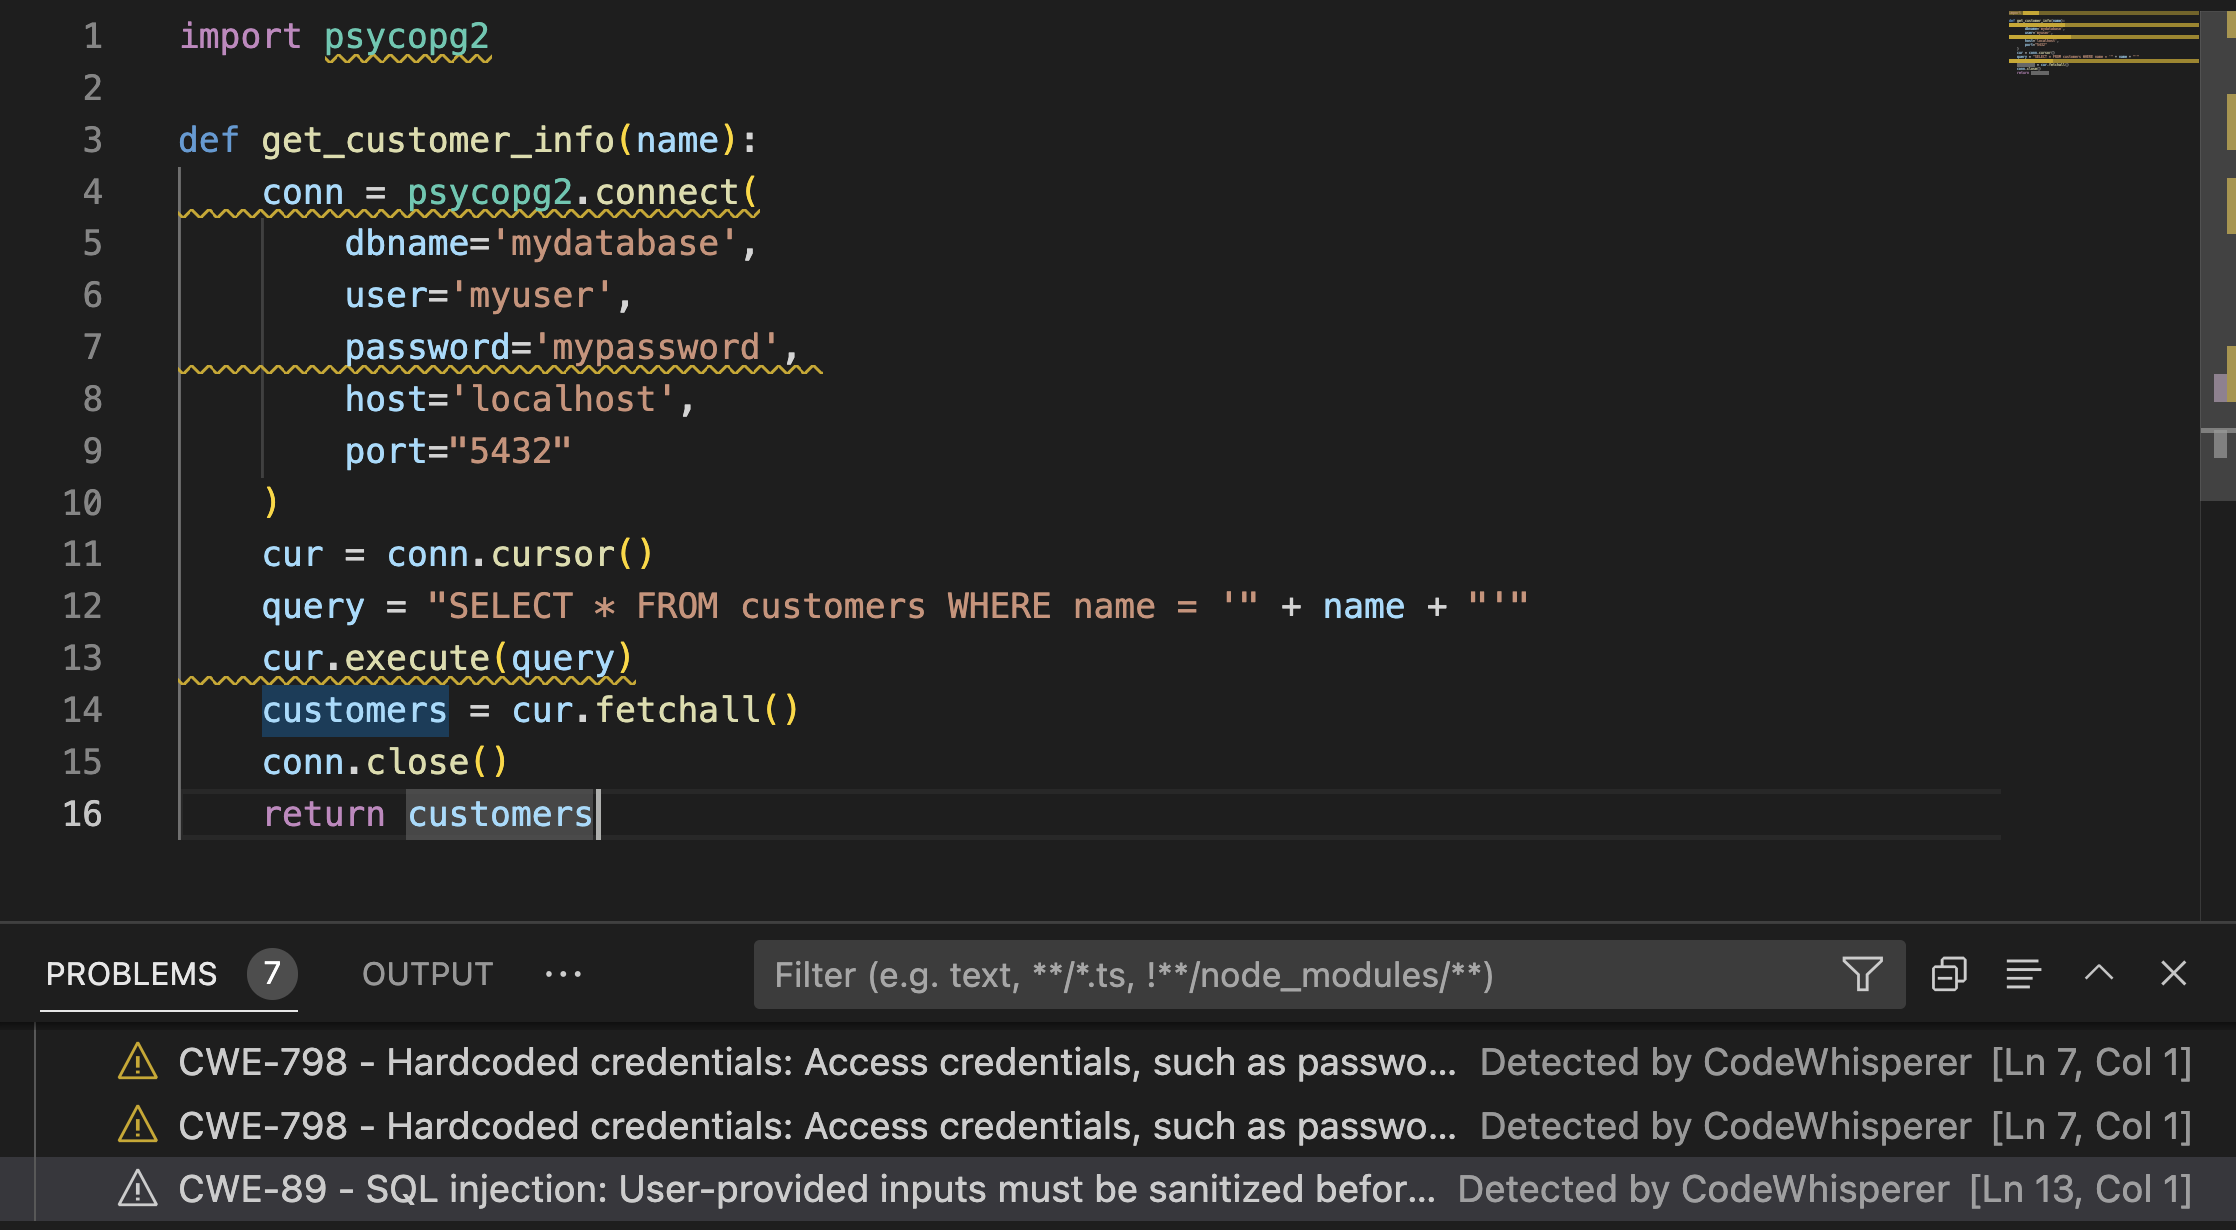 1 import psycopg2
2
3 def get_customer_info(name):
4     conn = psycopg2.connect(
5         dbname='mydatabase',
6         user='myuser',
7         password='mypassword',
8         host='localhost',
9         port="5432"
10     )
11     cur = conn.cursor()
12     query = "SELECT * FROM customers WHERE name = '" + name + "'"
13     cur.execute(query)
14     customers = cur.fetchall()
15     conn.close()
16     return customers
PROBLEMS 7 OUTPUT ... Filter (e.g. text, **/*.ts, !**/node_modules/**)
CWE-798 - Hardcoded credentials: Access credentials, such as passwo... Detected by CodeWhisperer [Ln 7, Col 1]
CWE-798 - Hardcoded credentials: Access credentials, such as passwo... Detected by CodeWhisperer [Ln 7, Col 1]
CWE-89 - SQL injection: User-provided inputs must be sanitized befor... Detected by CodeWhisperer [Ln 13, Col 1]